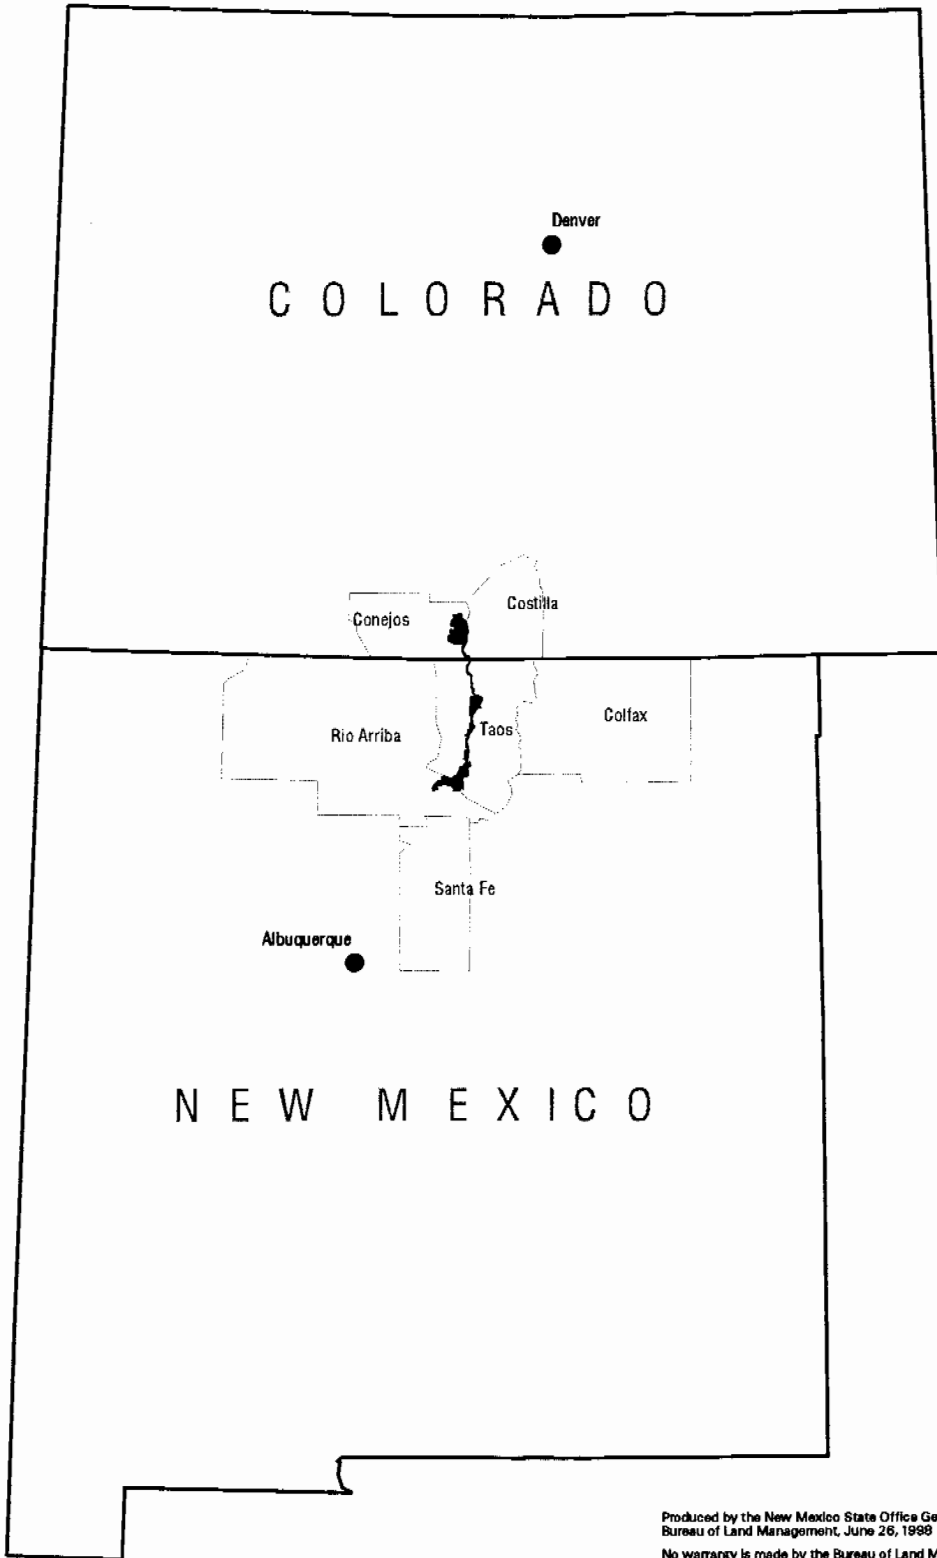 Denver
COLORADO
Costilla
Conejos
Colfax
Taos
Rio Arriba
Santa Fe
Albuquerque
NEW MEXICO
Produced by the New Mexico State Office Ge
Bureau of Land Management, June 26, 1998
No warranty is made by the Bureau of Land M